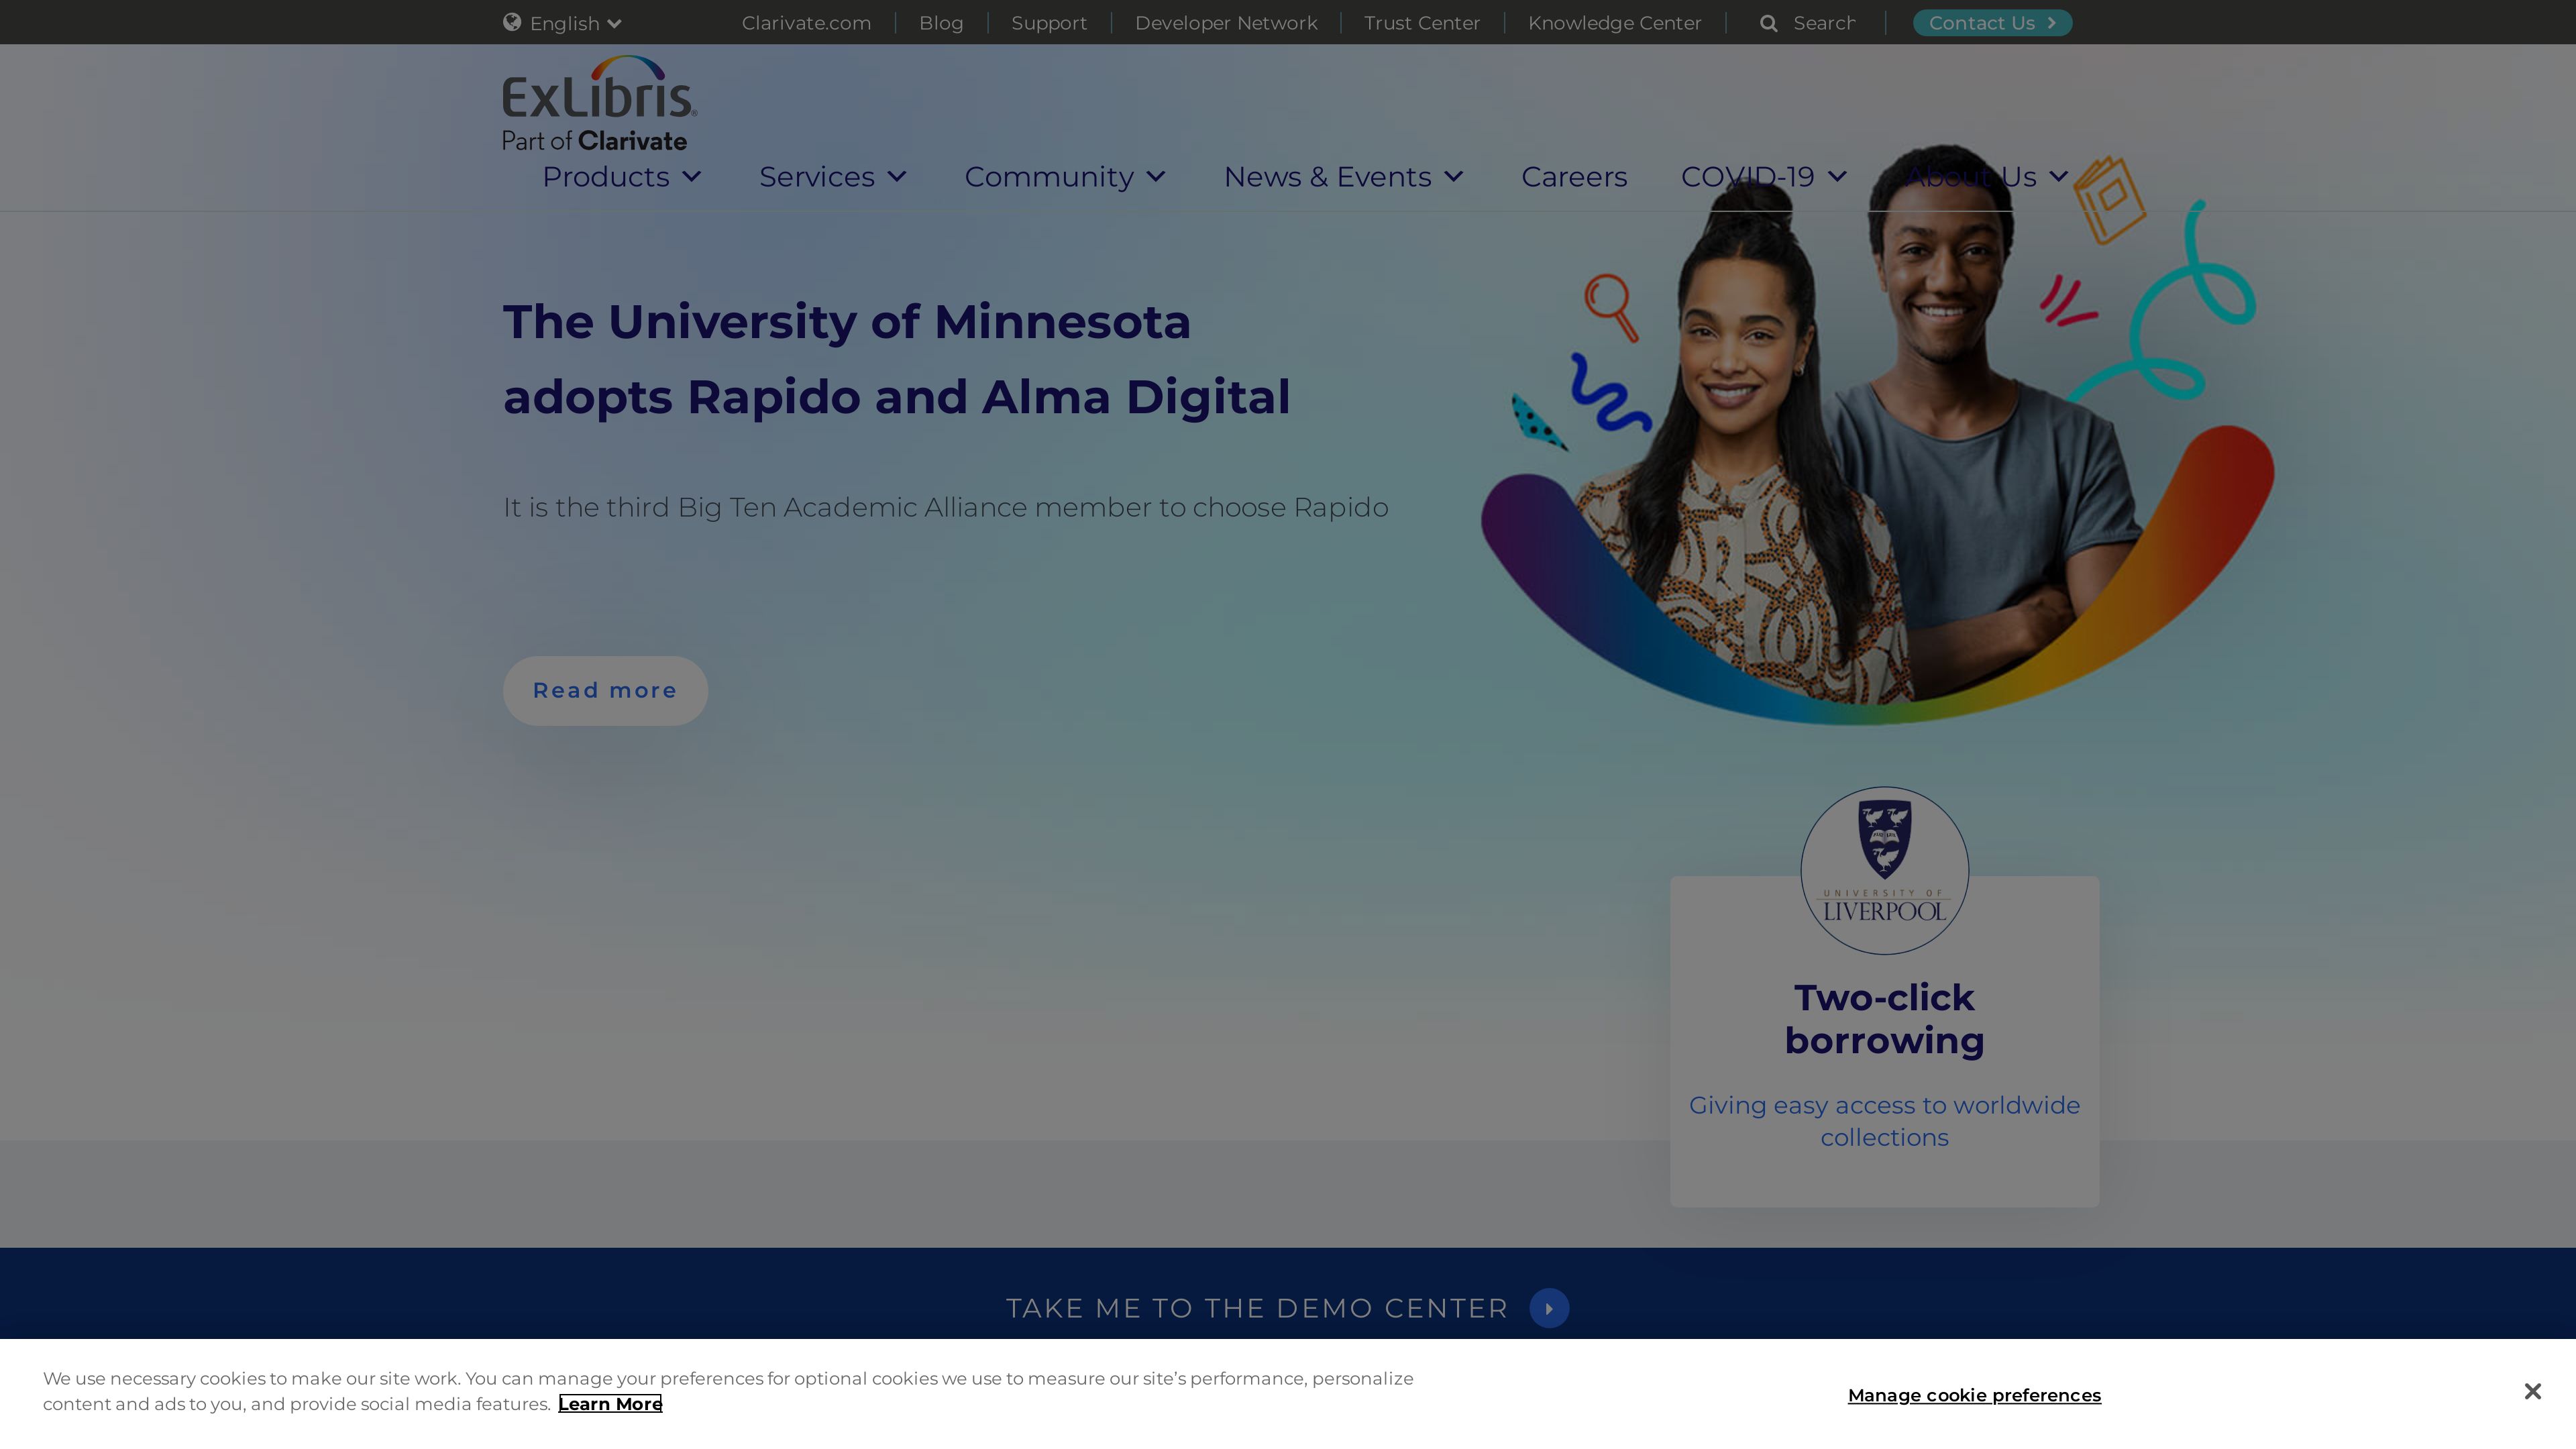 English
Clarivate.com
Blog
Support
Developer Network
Trust Center
Knowledge Center
Search
Contact Us
ExLibris®
Part of Clarivate
Products
Services
Community
News & Events
Careers
COVID-19
About Us
The University of Minnesota
adopts Rapido and Alma Digital
It is the third Big Ten Academic Alliance member to choose Rapido
Read more
UNIVERSITY OF
LIVERPOOL
Two-click
borrowing
Giving easy access to worldwide
collections
TAKE ME TO THE DEMO CENTER
We use necessary cookies to make our site work. You can manage your preferences for optional cookies we use to measure our site’s performance, personalize
content and ads to you, and provide social media features. Learn More
Manage cookie preferences